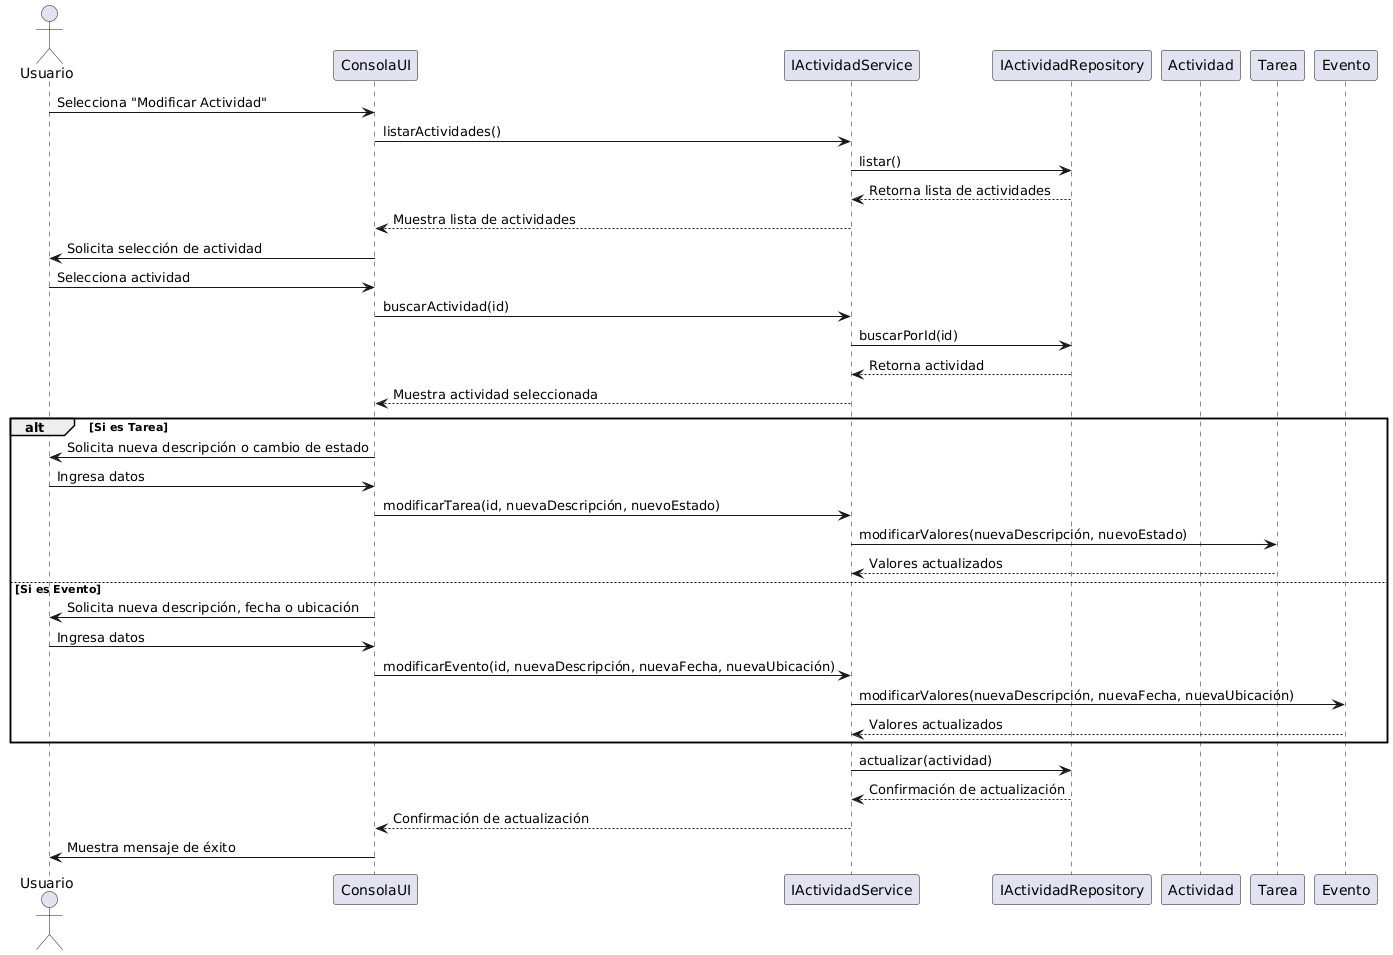 Usuario
ConsolaUI
IActividadService
IActividadRepository
Actividad
Tarea
Evento
Selecciona "Modificar Actividad"
listarActividades()
listar()
Retorna lista de actividades
Muestra lista de actividades
Solicita selección de actividad
Selecciona actividad
buscarActividad(id)
buscarPorId(id)
Retorna actividad
Muestra actividad seleccionada
alt [Si es Tarea]
Solicita nueva descripción o cambio de estado
Ingresa datos
modificarTarea(id, nuevaDescripción, nuevoEstado)
modificarValores(nuevaDescripción, nuevoEstado)
Valores actualizados
[Si es Evento]
Solicita nueva descripción, fecha o ubicación
Ingresa datos
modificarEvento(id, nuevaDescripción, nuevaFecha, nuevaUbicación)
modificarValores(nuevaDescripción, nuevaFecha, nuevaUbicación)
Valores actualizados
actualizar(actividad)
Confirmación de actualización
Confirmación de actualización
Muestra mensaje de éxito
Usuario
ConsolaUI
IActividadService
IActividadRepository
Actividad
Tarea
Evento